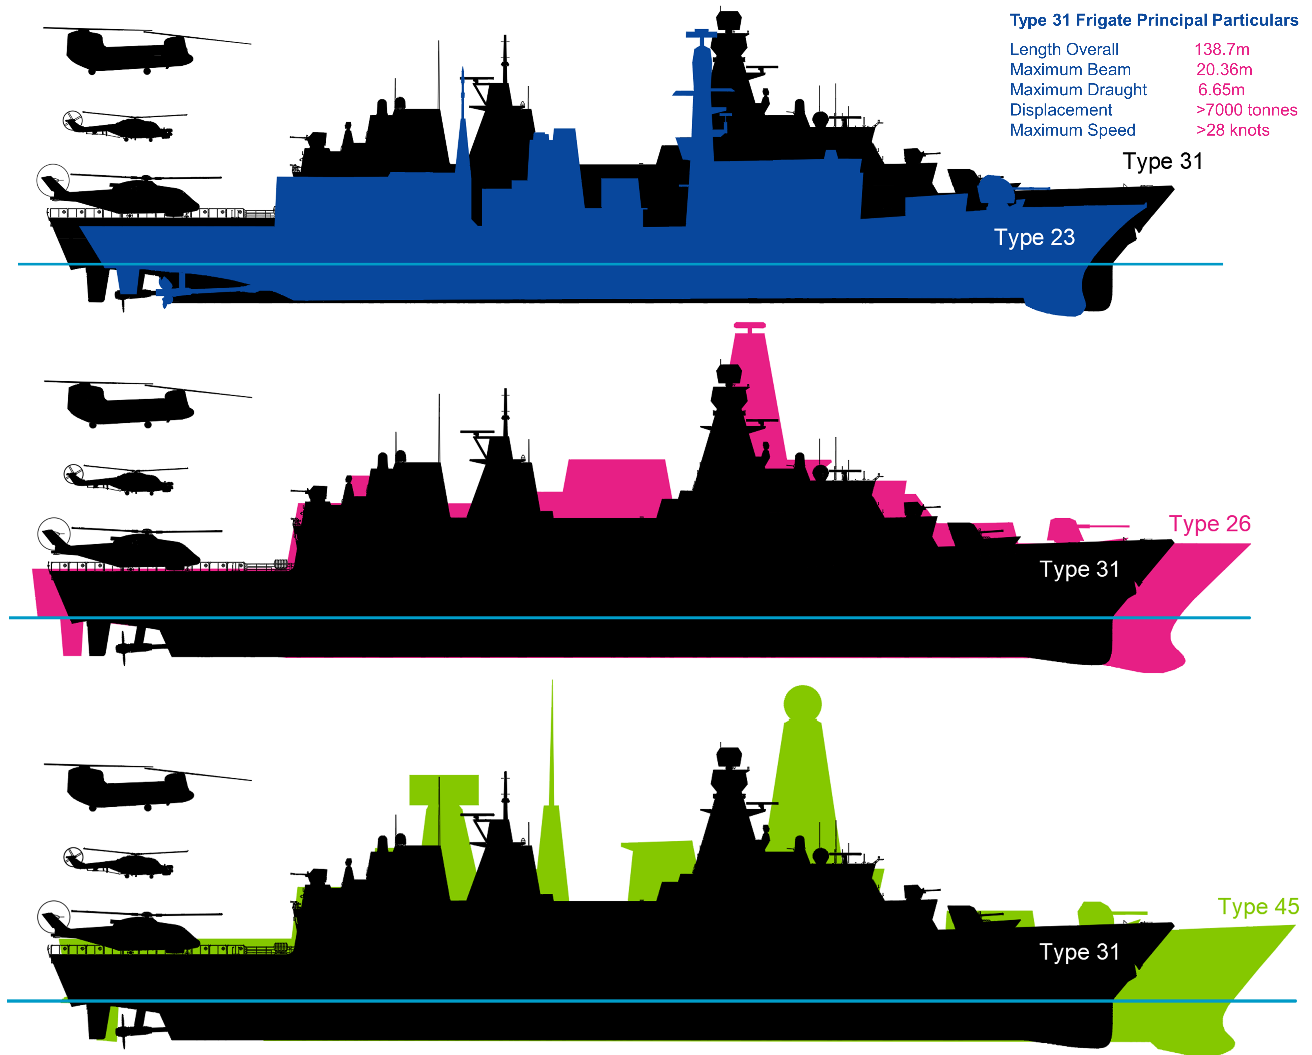 Type 31 Frigate Principal Particulars
Length Overall 138.7m
Maximum Beam 20.36m
Maximum Draught 6.65m
Displacement >7000 tonnes
Maximum Speed >28 knots
Type 31
Type 23
Type 26
Type 31
Type 45
Type 31